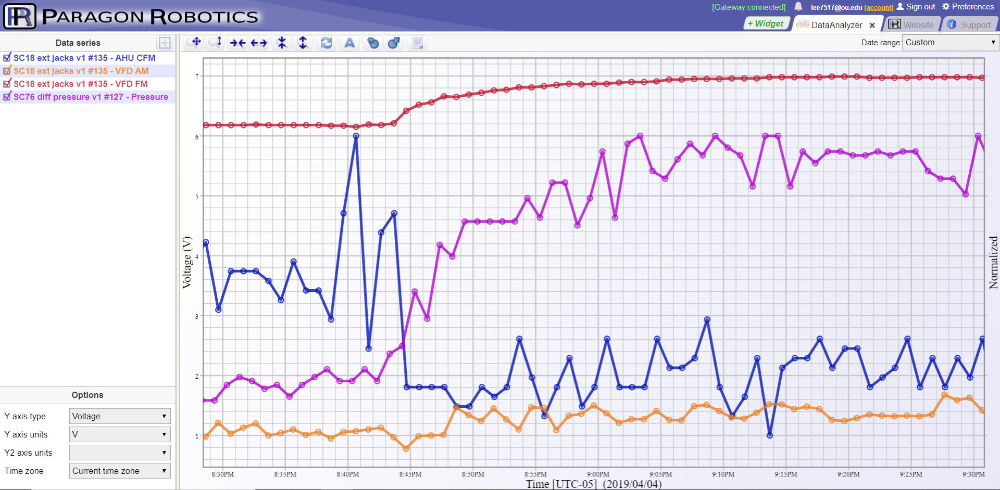 PARAGON ROBOTICS
[Gateway connected] lee7517@ou.edu (account) Sign out Preferences
+ Widget DataAnalyzer x Website Support
Data series
Date range: Custom
SC18 ext jacks v1 #135 - AHU CFM
SC18 ext jacks v1 #135 - VFD AM
SC18 ext jacks v1 #135 - VFD FM
SC76 diff pressure v1 #127 - Pressure
Options
Y axis type Voltage
Y axis units V
Y2 axis units
Time zone Current time zone
Voltage (V)
7
6
5
4
3
2
1
Normalized
8:30PM 8:35PM 8:40PM 8:45PM 8:50PM 8:55PM 9:00PM 9:05PM 9:10PM 9:15PM 9:20PM 9:25PM 9:30PM
Time [UTC-05] (2019/04/04)